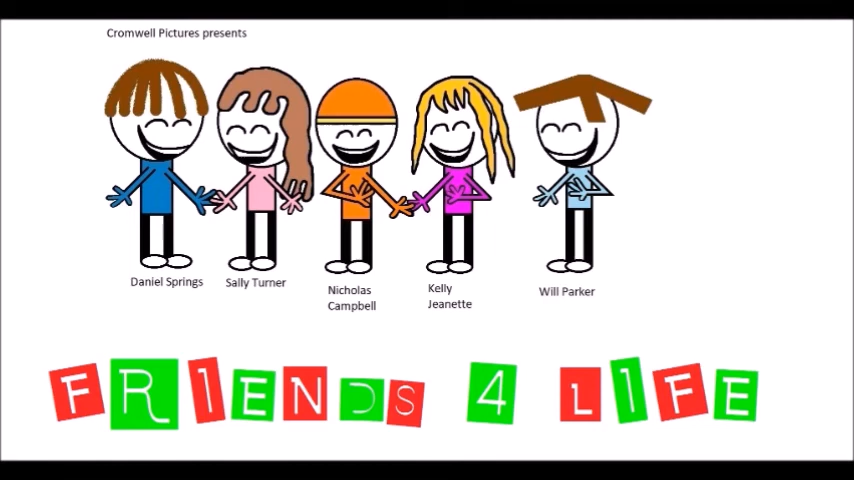 Cromwell Pictures presents
Daniel Springs
Sally Turner
Nicholas
Campbell
Kelly
Jeanette
Will Parker
FRIENDS 4 LIFE